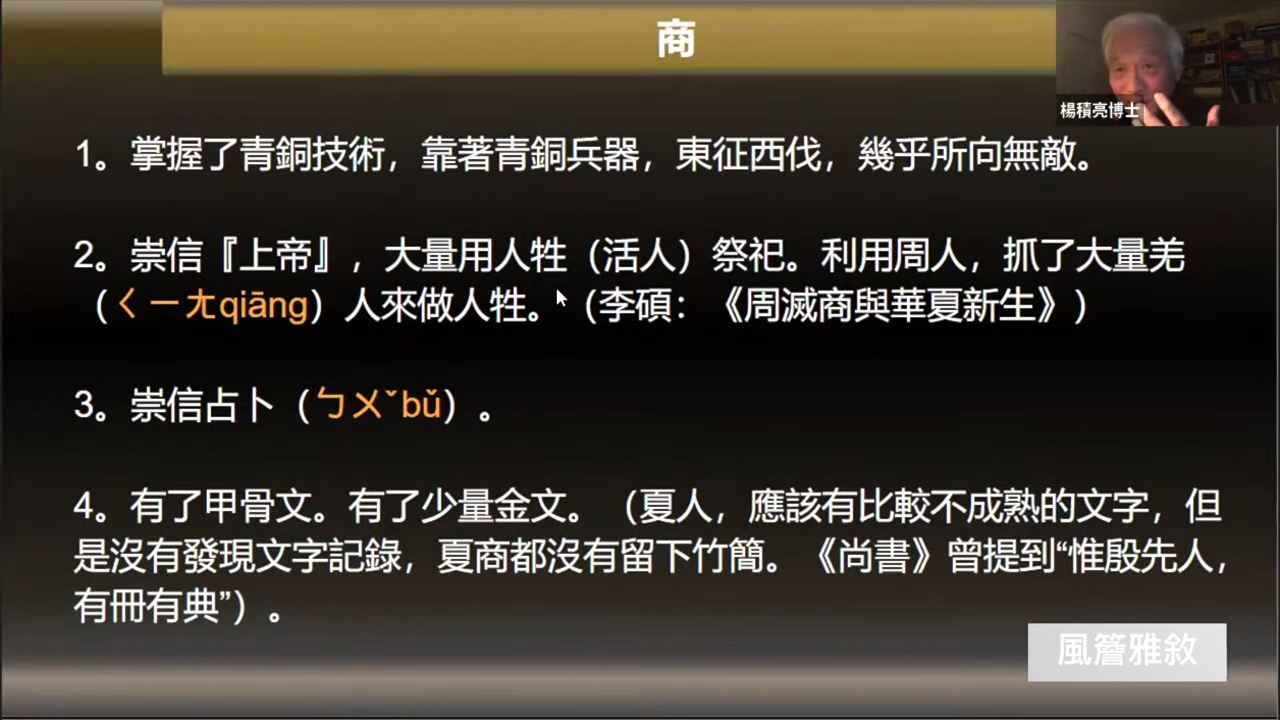 商
楊積亮博士
1。掌握了青銅技術，靠著青銅兵器，東征西伐，幾乎所向無敵。
2。崇信『上帝』，大量用人牲（活人）祭祀。利用周人，抓了大量羌
（ㄑㄧㄤqiāng）人來做人牲。（李碩：《周滅商與華夏新生》）
3。崇信占卜（ㄅㄨˇbǔ）。
4。有了甲骨文。有了少量金文。（夏人，應該有比較不成熟的文字，但
是沒有發現文字記錄，夏商都沒有留下竹簡。《尚書》曾提到“惟殷先人，
有冊有典”）。
風簷雅敘